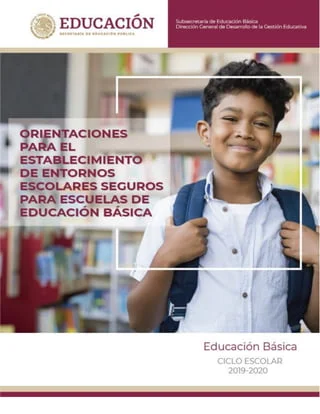 EDUCACIÓN
SECRETARÍA DE EDUCACIÓN PÚBLICA
Subsecretaría de Educación Básica
Dirección General de Desarrollo de la Gestión Educativa
ORIENTACIONES
PARA EL
ESTABLECIMIENTO
DE ENTORNOS
ESCOLARES SEGUROS
PARA ESCUELAS DE
EDUCACIÓN BÁSICA
Educación Básica
CICLO ESCOLAR
2019-2020